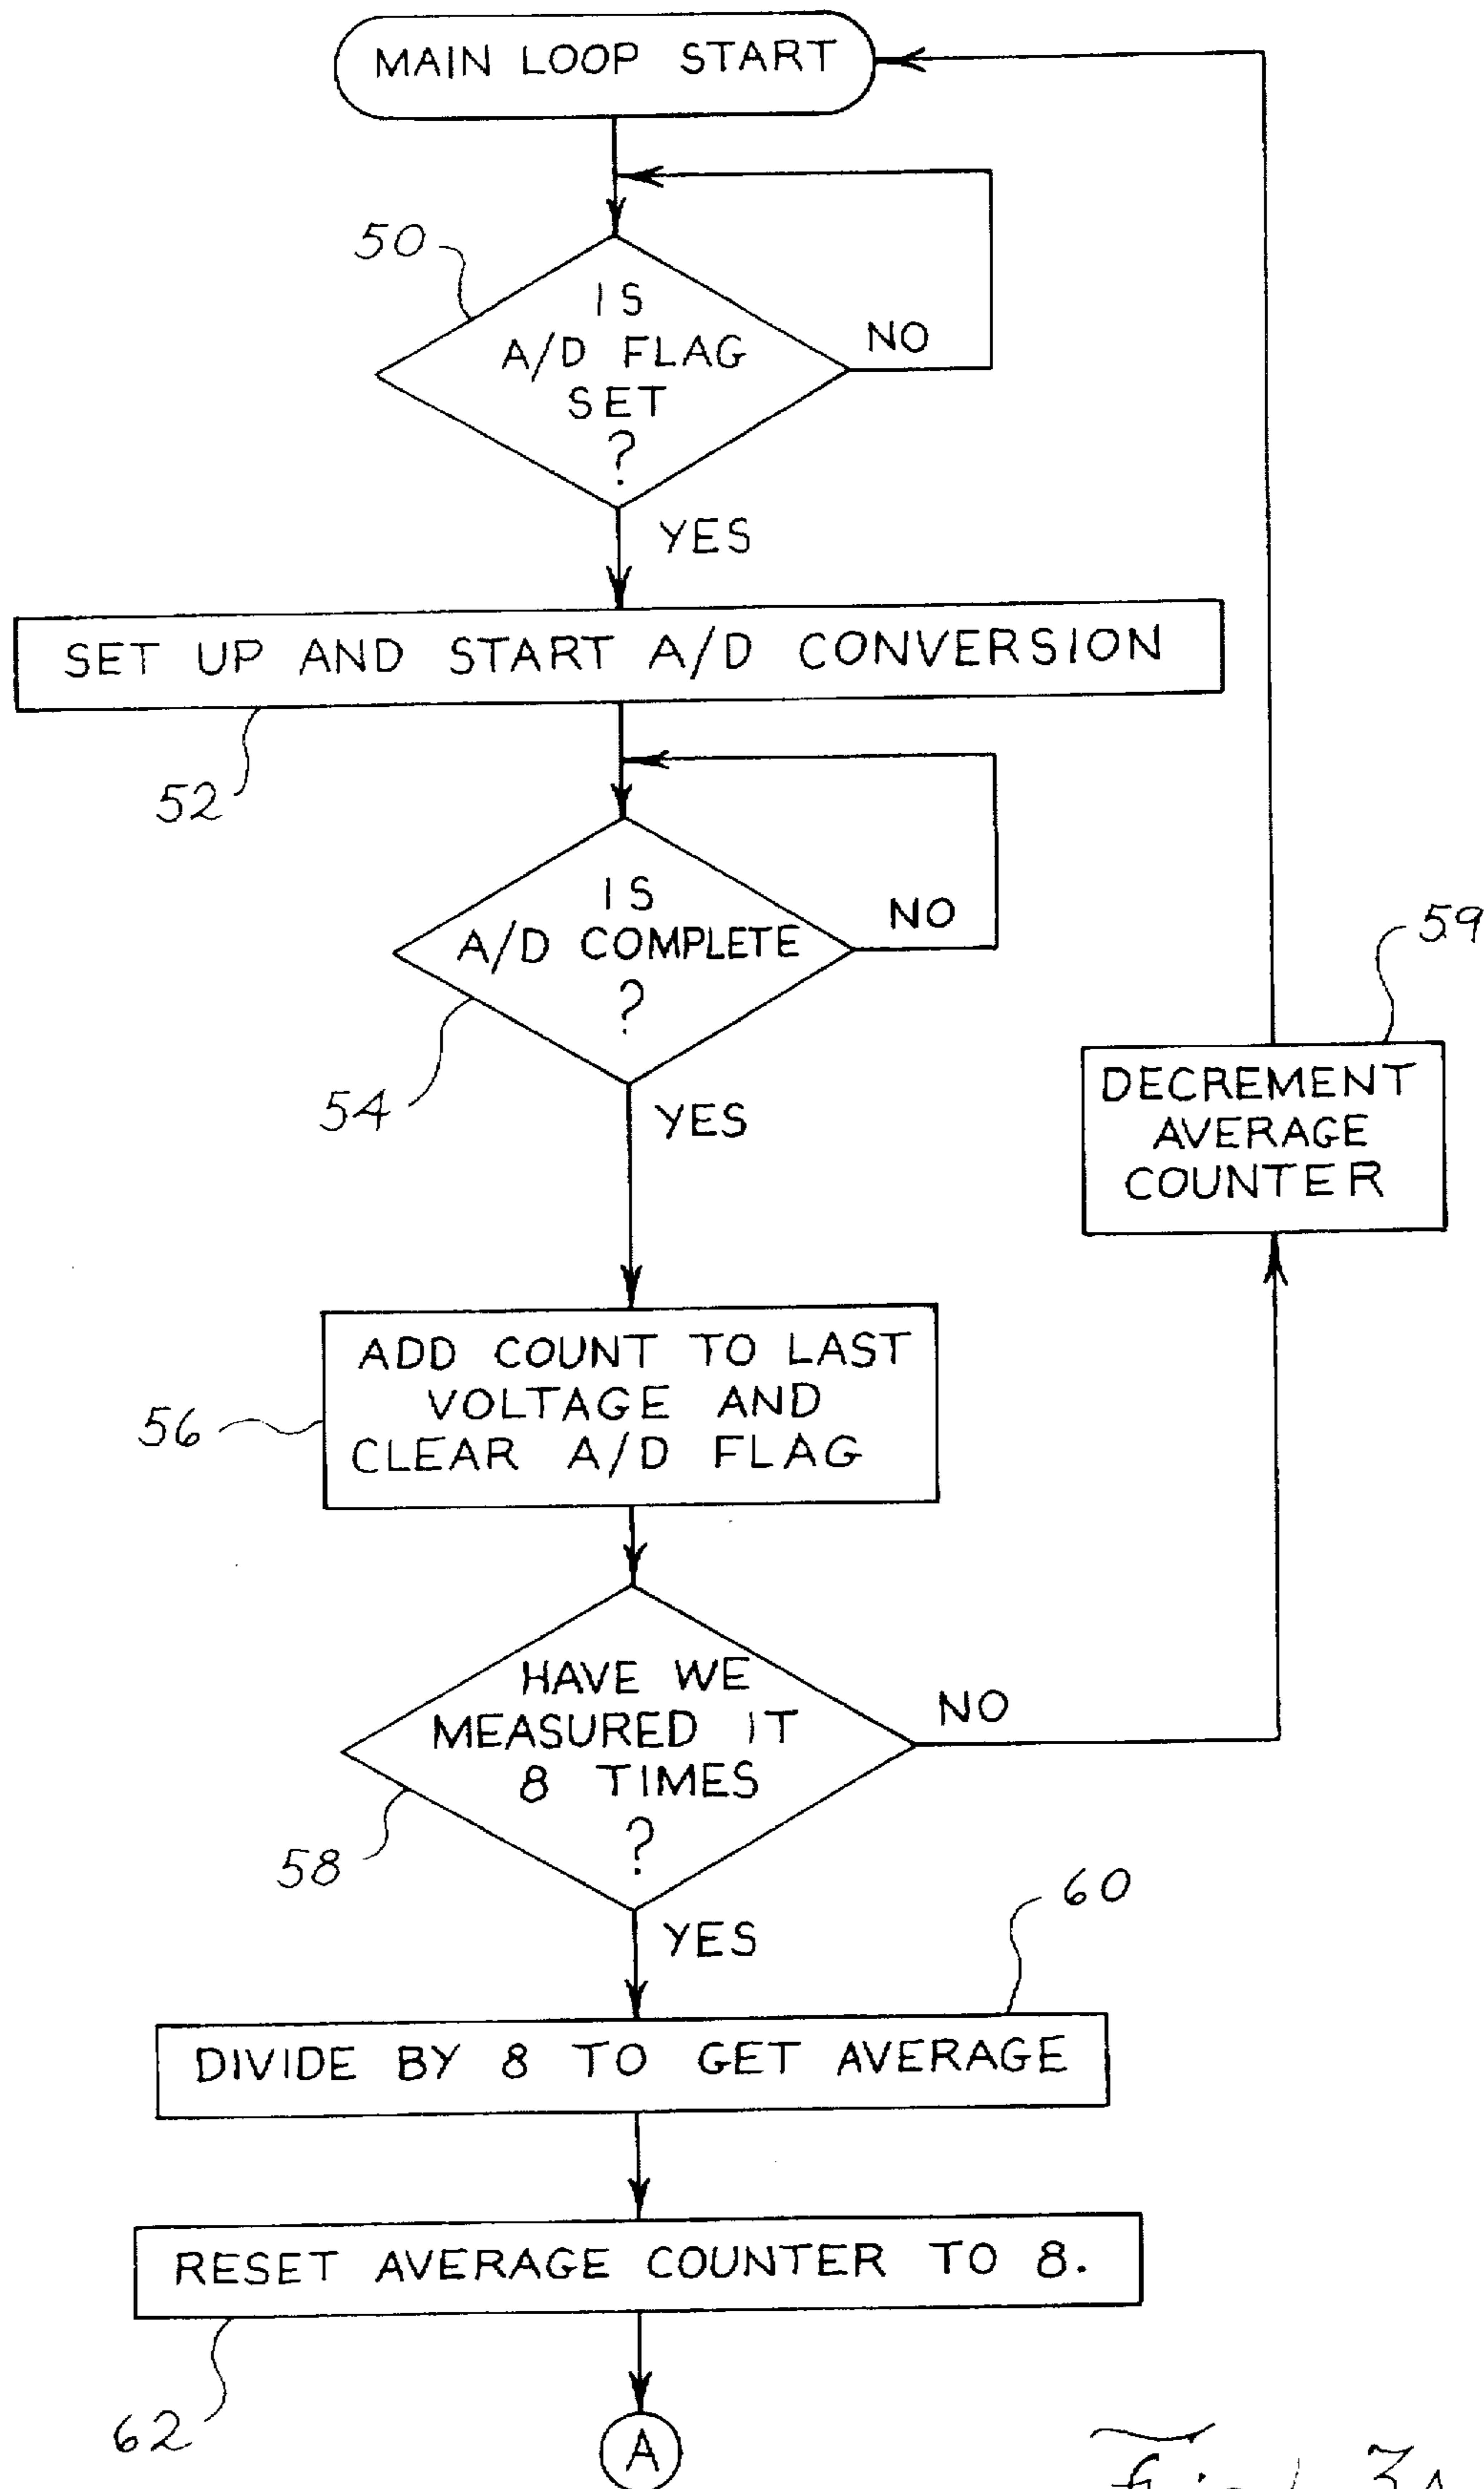 MAIN LOOP START
50
IS
A/D FLAG
SET
?
NO
YES
SET UP AND START A/D CONVERSION
52
IS
A/D COMPLETE
?
NO
54
YES
59
DECREMENT
AVERAGE
COUNTER
ADD COUNT TO LAST
VOLTAGE AND
CLEAR A/D FLAG
56
HAVE WE
MEASURED IT
8 TIMES
?
NO
58
YES
60
DIVIDE BY 8 TO GET AVERAGE
RESET AVERAGE COUNTER TO 8.
62
A